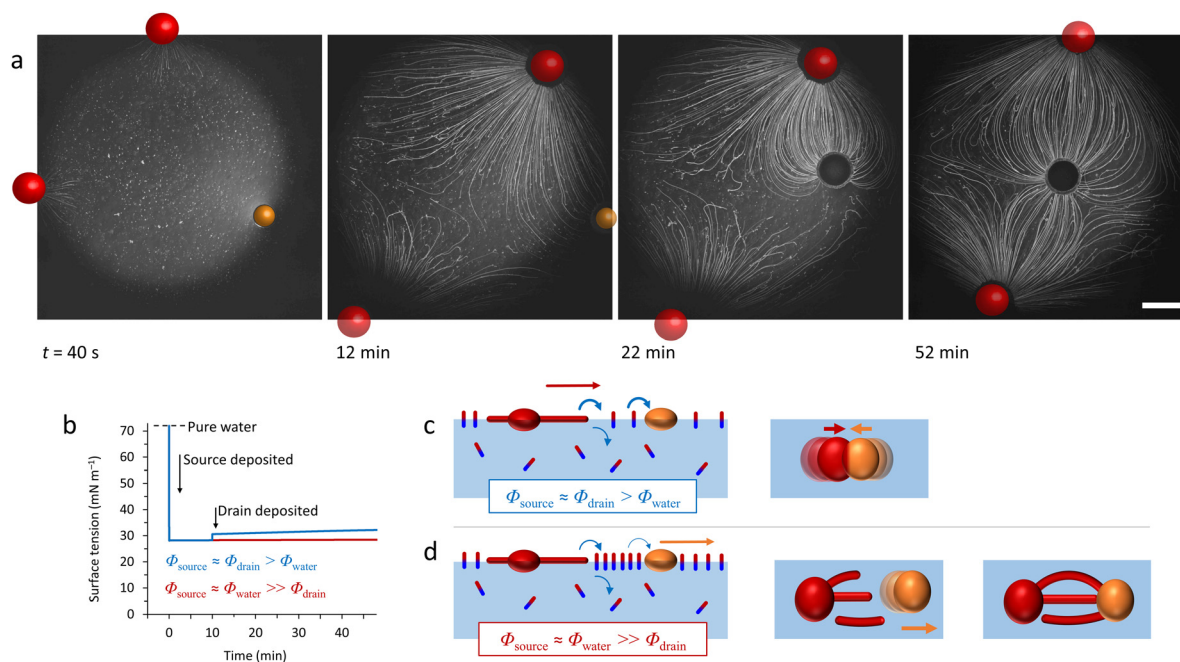 a
t = 40 s
12 min
22 min
52 min
b
Surface tension (mN m⁻¹)
70
60
50
40
30
20
10
0
Pure water
Source deposited
Drain deposited
Φsource ≈ Φdrain > Φwater
Φsource ≈ Φwater >> Φdrain
0
10
20
30
40
Time (min)
c
Φsource ≈ Φdrain > Φwater
d
Φsource ≈ Φwater >> Φdrain